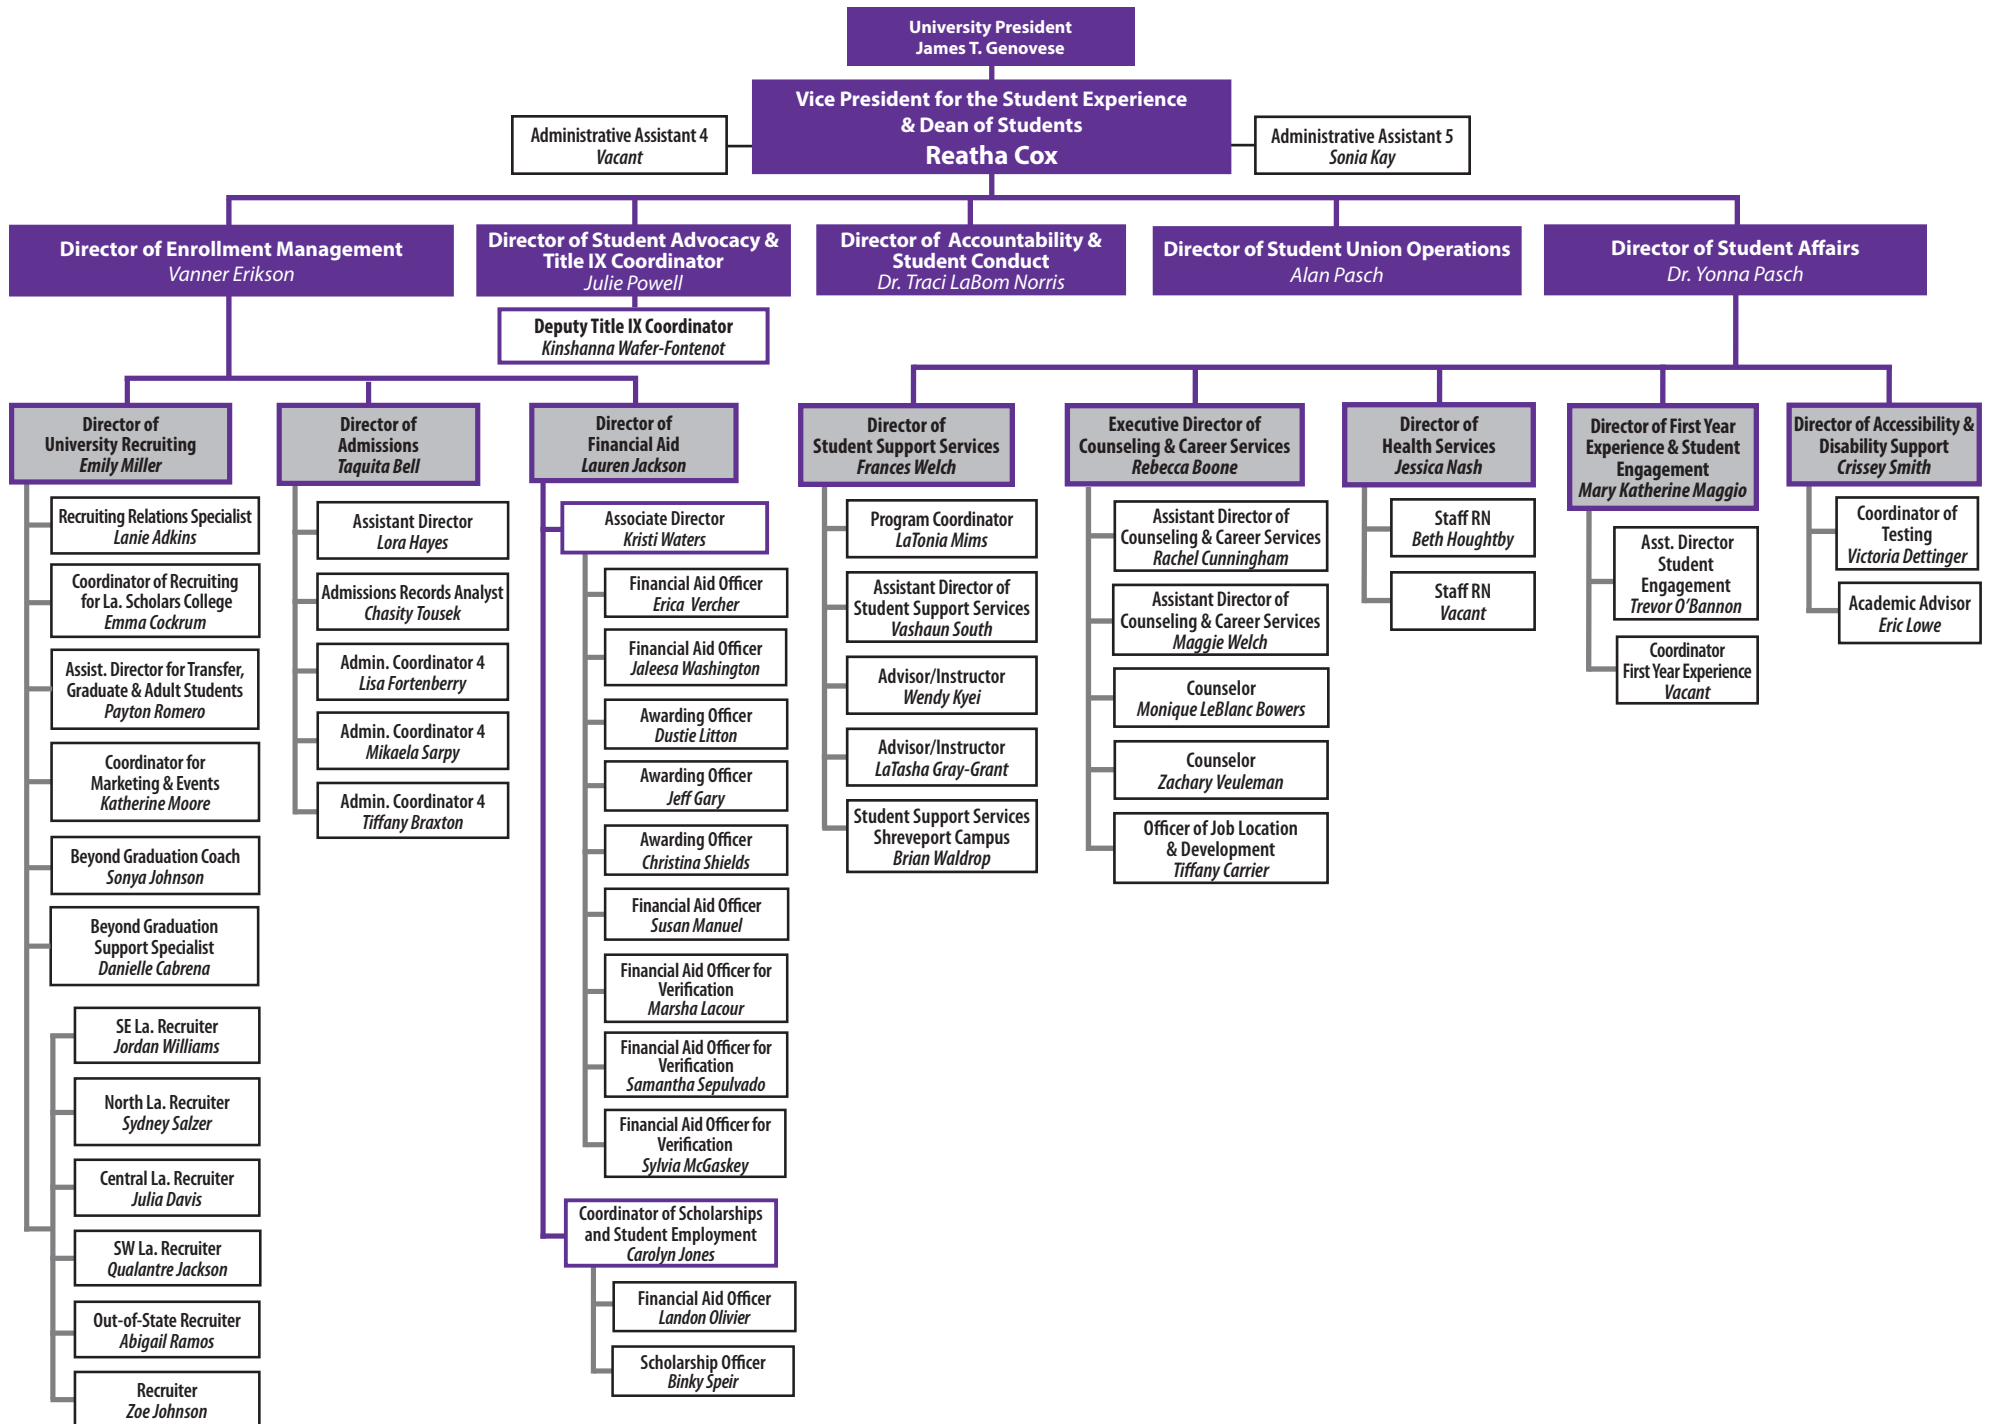 University President
James T. Genovese
Vice President for the Student Experience
& Dean of Students
Reatha Cox
Administrative Assistant 4
Vacant
Administrative Assistant 5
Sonia Kay
Director of Enrollment Management
Vanner Erikson
Director of Student Advocacy &
Title IX Coordinator
Julie Powell
Director of Accountability &
Student Conduct
Dr. Traci LaBom Norris
Director of Student Union Operations
Alan Pasch
Director of Student Affairs
Dr. Yonna Pasch
Deputy Title IX Coordinator
Kinshanna Wafer-Fontenot
Director of
University Recruiting
Emily Miller
Recruiting Relations Specialist
Lanie Adkins
Coordinator of Recruiting
for La. Scholars College
Emma Cockrum
Assist. Director for Transfer,
Graduate & Adult Students
Payton Romero
Coordinator for
Marketing & Events
Katherine Moore
Beyond Graduation Coach
Sonya Johnson
Beyond Graduation
Support Specialist
Danielle Cabrena
SE La. Recruiter
Jordan Williams
North La. Recruiter
Sydney Salzer
Central La. Recruiter
Julia Davis
SW La. Recruiter
Qualantre Jackson
Out-of-State Recruiter
Abigail Ramos
Recruiter
Zoe Johnson
Director of
Admissions
Taquita Bell
Assistant Director
Lora Hayes
Admissions Records Analyst
Chasity Tousek
Admin. Coordinator 4
Lisa Fortenberry
Admin. Coordinator 4
Mikaela Sarpy
Admin. Coordinator 4
Tiffany Braxton
Director of
Financial Aid
Lauren Jackson
Associate Director
Kristi Waters
Financial Aid Officer
Erica Vercher
Financial Aid Officer
Jaleesa Washington
Awarding Officer
Dustie Litton
Awarding Officer
Jeff Gary
Awarding Officer
Christina Shields
Financial Aid Officer
Susan Manuel
Financial Aid Officer for
Verification
Marsha Lacour
Financial Aid Officer for
Verification
Samantha Sepulvado
Financial Aid Officer for
Verification
Sylvia McGaskey
Coordinator of Scholarships
and Student Employment
Carolyn Jones
Financial Aid Officer
Landon Olivier
Scholarship Officer
Binky Speir
Director of
Student Support Services
Frances Welch
Program Coordinator
LaTonia Mims
Assistant Director of
Student Support Services
Vashaun South
Advisor/Instructor
Wendy Kyei
Advisor/Instructor
LaTasha Gray-Grant
Student Support Services
Shreveport Campus
Brian Waldrop
Executive Director of
Counseling & Career Services
Rebecca Boone
Assistant Director of
Counseling & Career Services
Rachel Cunningham
Assistant Director of
Counseling & Career Services
Maggie Welch
Counselor
Monique LeBlanc Bowers
Counselor
Zachary Veuleman
Officer of Job Location
& Development
Tiffany Carrier
Director of
Health Services
Jessica Nash
Staff RN
Beth Houghtby
Staff RN
Vacant
Director of First Year
Experience & Student
Engagement
Mary Katherine Maggio
Asst. Director
Student
Engagement
Trevor O'Bannon
Coordinator
First Year Experience
Vacant
Director of Accessibility &
Disability Support
Crissey Smith
Coordinator of
Testing
Victoria Dettinger
Academic Advisor
Eric Lowe